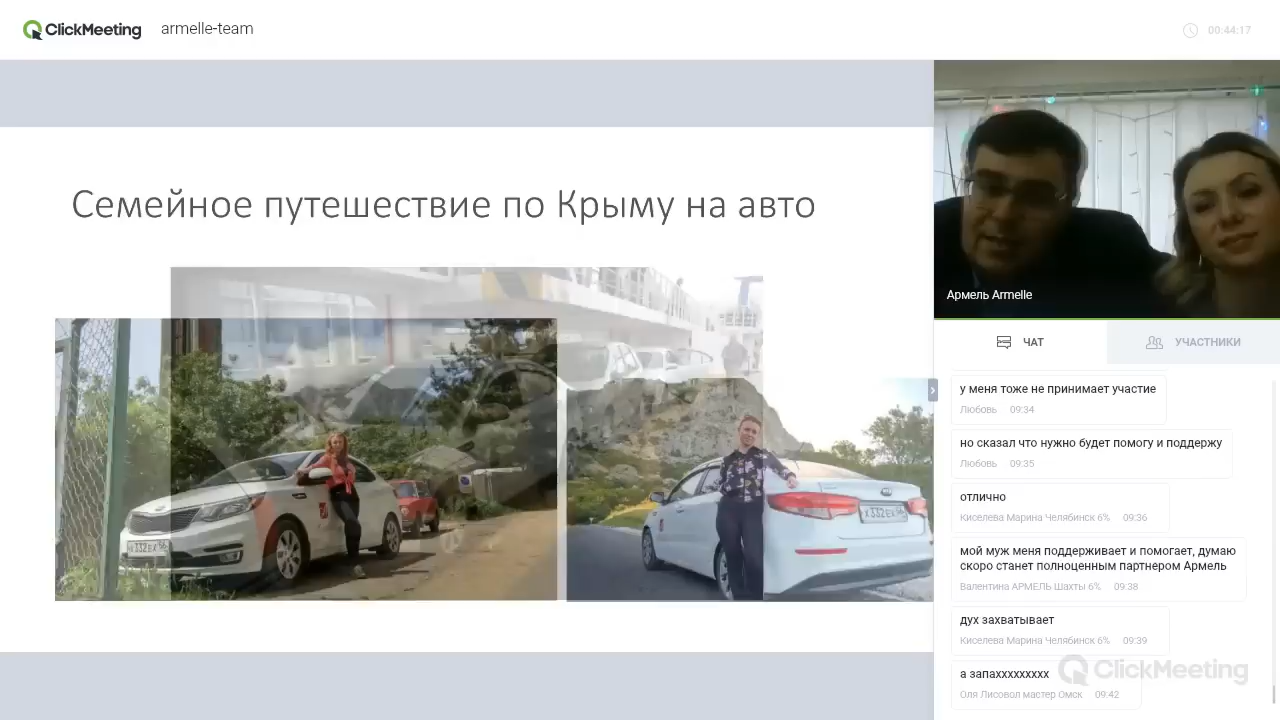 ClickMeeting
armelle-team
00:44:17
Семейное путешествие по Крыму на авто
Х332ЕХ
Х332ЕХ
Армель Armelle
ЧАТ
УЧАСТНИКИ
у меня тоже не принимает участие
Любовь 09:34
но сказал что нужно будет помогу и поддержу
Любовь 09:35
отлично
Киселева Марина Челябинск 6% 09:36
мой муж меня поддерживает и помогает, думаю
скоро станет полноценным партнером Армель
Валентина АРМЕЛЬ Шахты 6% 09:38
дух захватывает
Киселева Марина Челябинск 6% 09:39
а запахххххххххх
Оля Лисовол мастер Омск 09:42
ClickMeeting